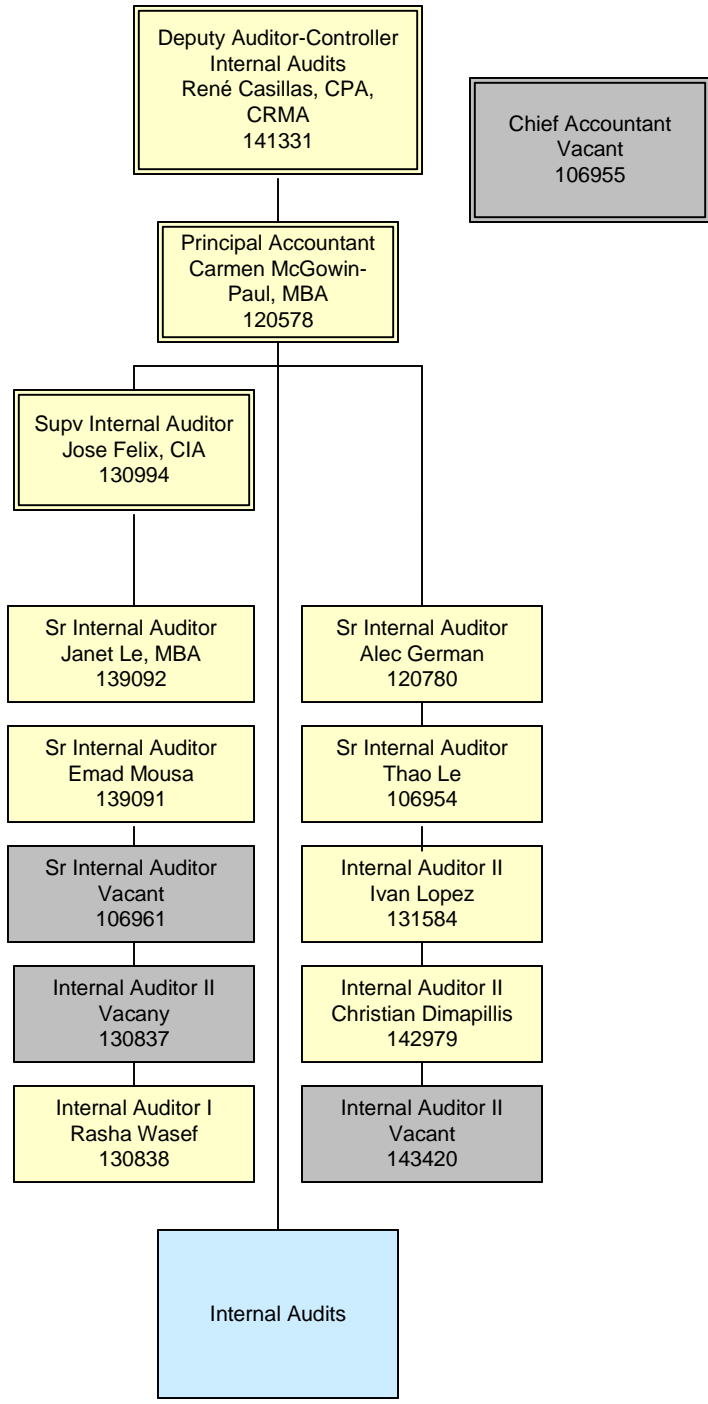 Deputy Auditor-Controller
Internal Audits
René Casillas, CPA,
CRMA
141331
Chief Accountant
Vacant
106955
Principal Accountant
Carmen McGowin-
Paul, MBA
120578
Supv Internal Auditor
Jose Felix, CIA
130994
Sr Internal Auditor
Janet Le, MBA
139092
Sr Internal Auditor
Alec German
120780
Sr Internal Auditor
Emad Mousa
139091
Sr Internal Auditor
Thao Le
106954
Sr Internal Auditor
Vacant
106961
Internal Auditor II
Ivan Lopez
131584
Internal Auditor II
Vacany
130837
Internal Auditor II
Christian Dimapillis
142979
Internal Auditor I
Rasha Wasef
130838
Internal Auditor II
Vacant
143420
Internal Audits